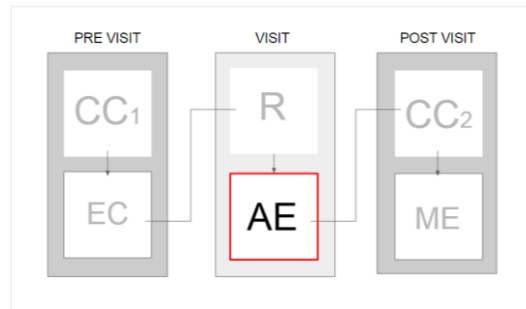 PRE VISIT
VISIT
POST VISIT
CC1
R
CC2
EC
AE
ME